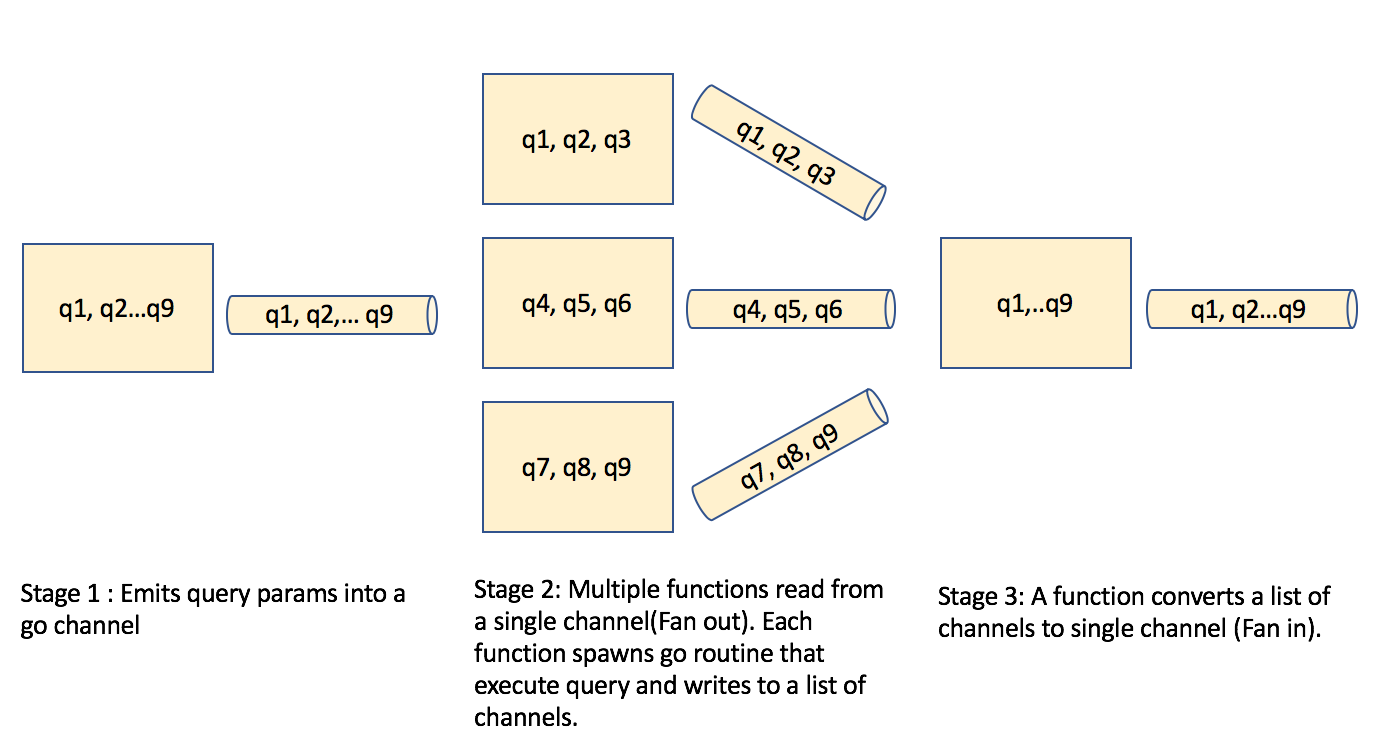 q1, q2...q9
q1, q2,... q9
q1, q2, q3
q1, q2, q3
q4, q5, q6
q4, q5, q6
q7, q8, q9
q7, q8, q9
q1,..q9
q1, q2...q9
Stage 1 : Emits query params into a
go channel
Stage 2: Multiple functions read from
a single channel(Fan out). Each
function spawns go routine that
execute query and writes to a list of
channels.
Stage 3: A function converts a list of
channels to single channel (Fan in).